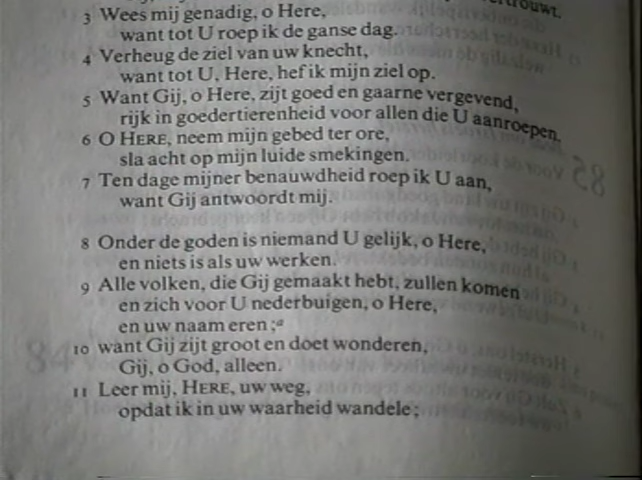 vertrouwt.
3 Wees mij genadig, o Here,
want tot U roep ik de ganse dag.
4 Verheug de ziel van uw knecht,
want tot U, Here, hef ik mijn ziel op.
5 Want Gij, o Here, zijt goed en gaarne vergevend,
rijk in goedertierenheid voor allen die U aanroepen.
6 O HERE, neem mijn gebed ter ore,
sla acht op mijn luide smekingen.
7 Ten dage mijner benauwdheid roep ik U aan,
want Gij antwoordt mij.
8 Onder de goden is niemand U gelijk, o Here,
en niets is als uw werken.
9 Alle volken, die Gij gemaakt hebt, zullen komen
en zich voor U nederbuigen, o Here,
en uw naam eren;a
10 want Gij zijt groot en doet wonderen,
Gij, o God, alleen.
11 Leer mij, HERE, uw weg,
opdat ik in uw waarheid wandele;